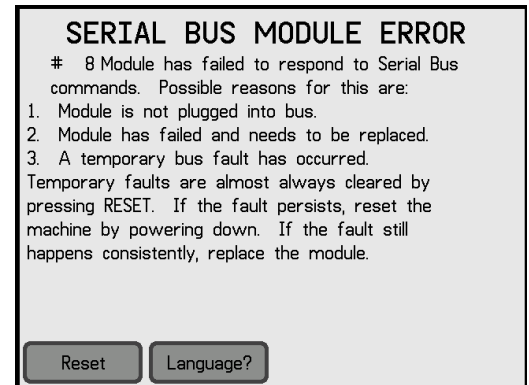 SERIAL BUS MODULE ERROR
# 8 Module has failed to respond to Serial Bus
commands. Possible reasons for this are:
1. Module is not plugged into bus.
2. Module has failed and needs to be replaced.
3. A temporary bus fault has occurred.
Temporary faults are almost always cleared by
pressing RESET. If the fault persists, reset the
machine by powering down. If the fault still
happens consistently, replace the module.
Reset Language?